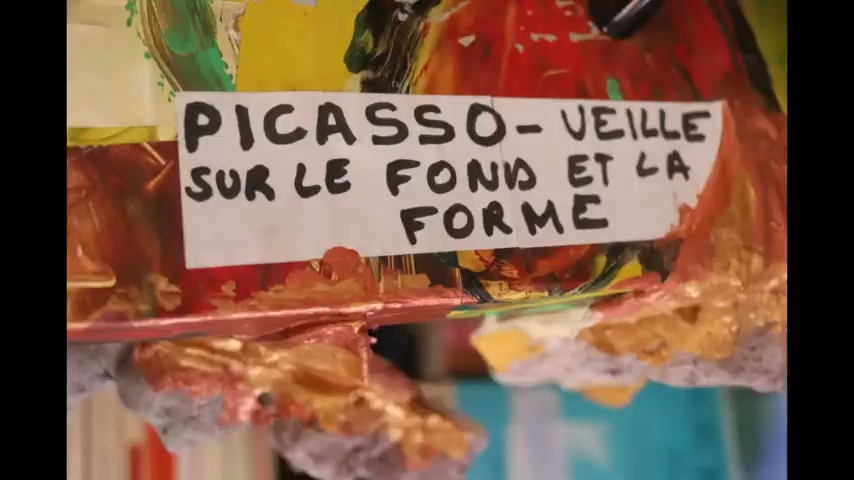 PICASSO - VEILLE
SUR LE FOND ET LA
FORME